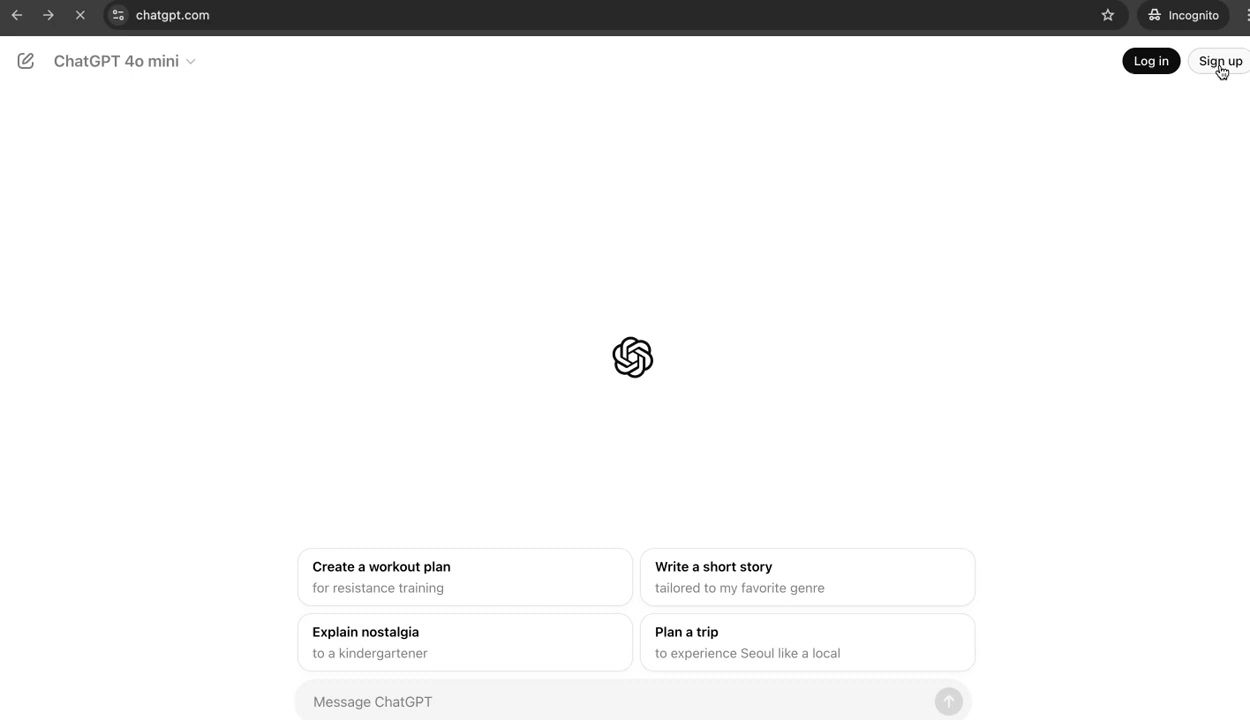 chatgpt.com
Incognito
ChatGPT 4o mini
Log in
Sign up
Create a workout plan
for resistance training
Write a short story
tailored to my favorite genre
Explain nostalgia
to a kindergartener
Plan a trip
to experience Seoul like a local
Message ChatGPT